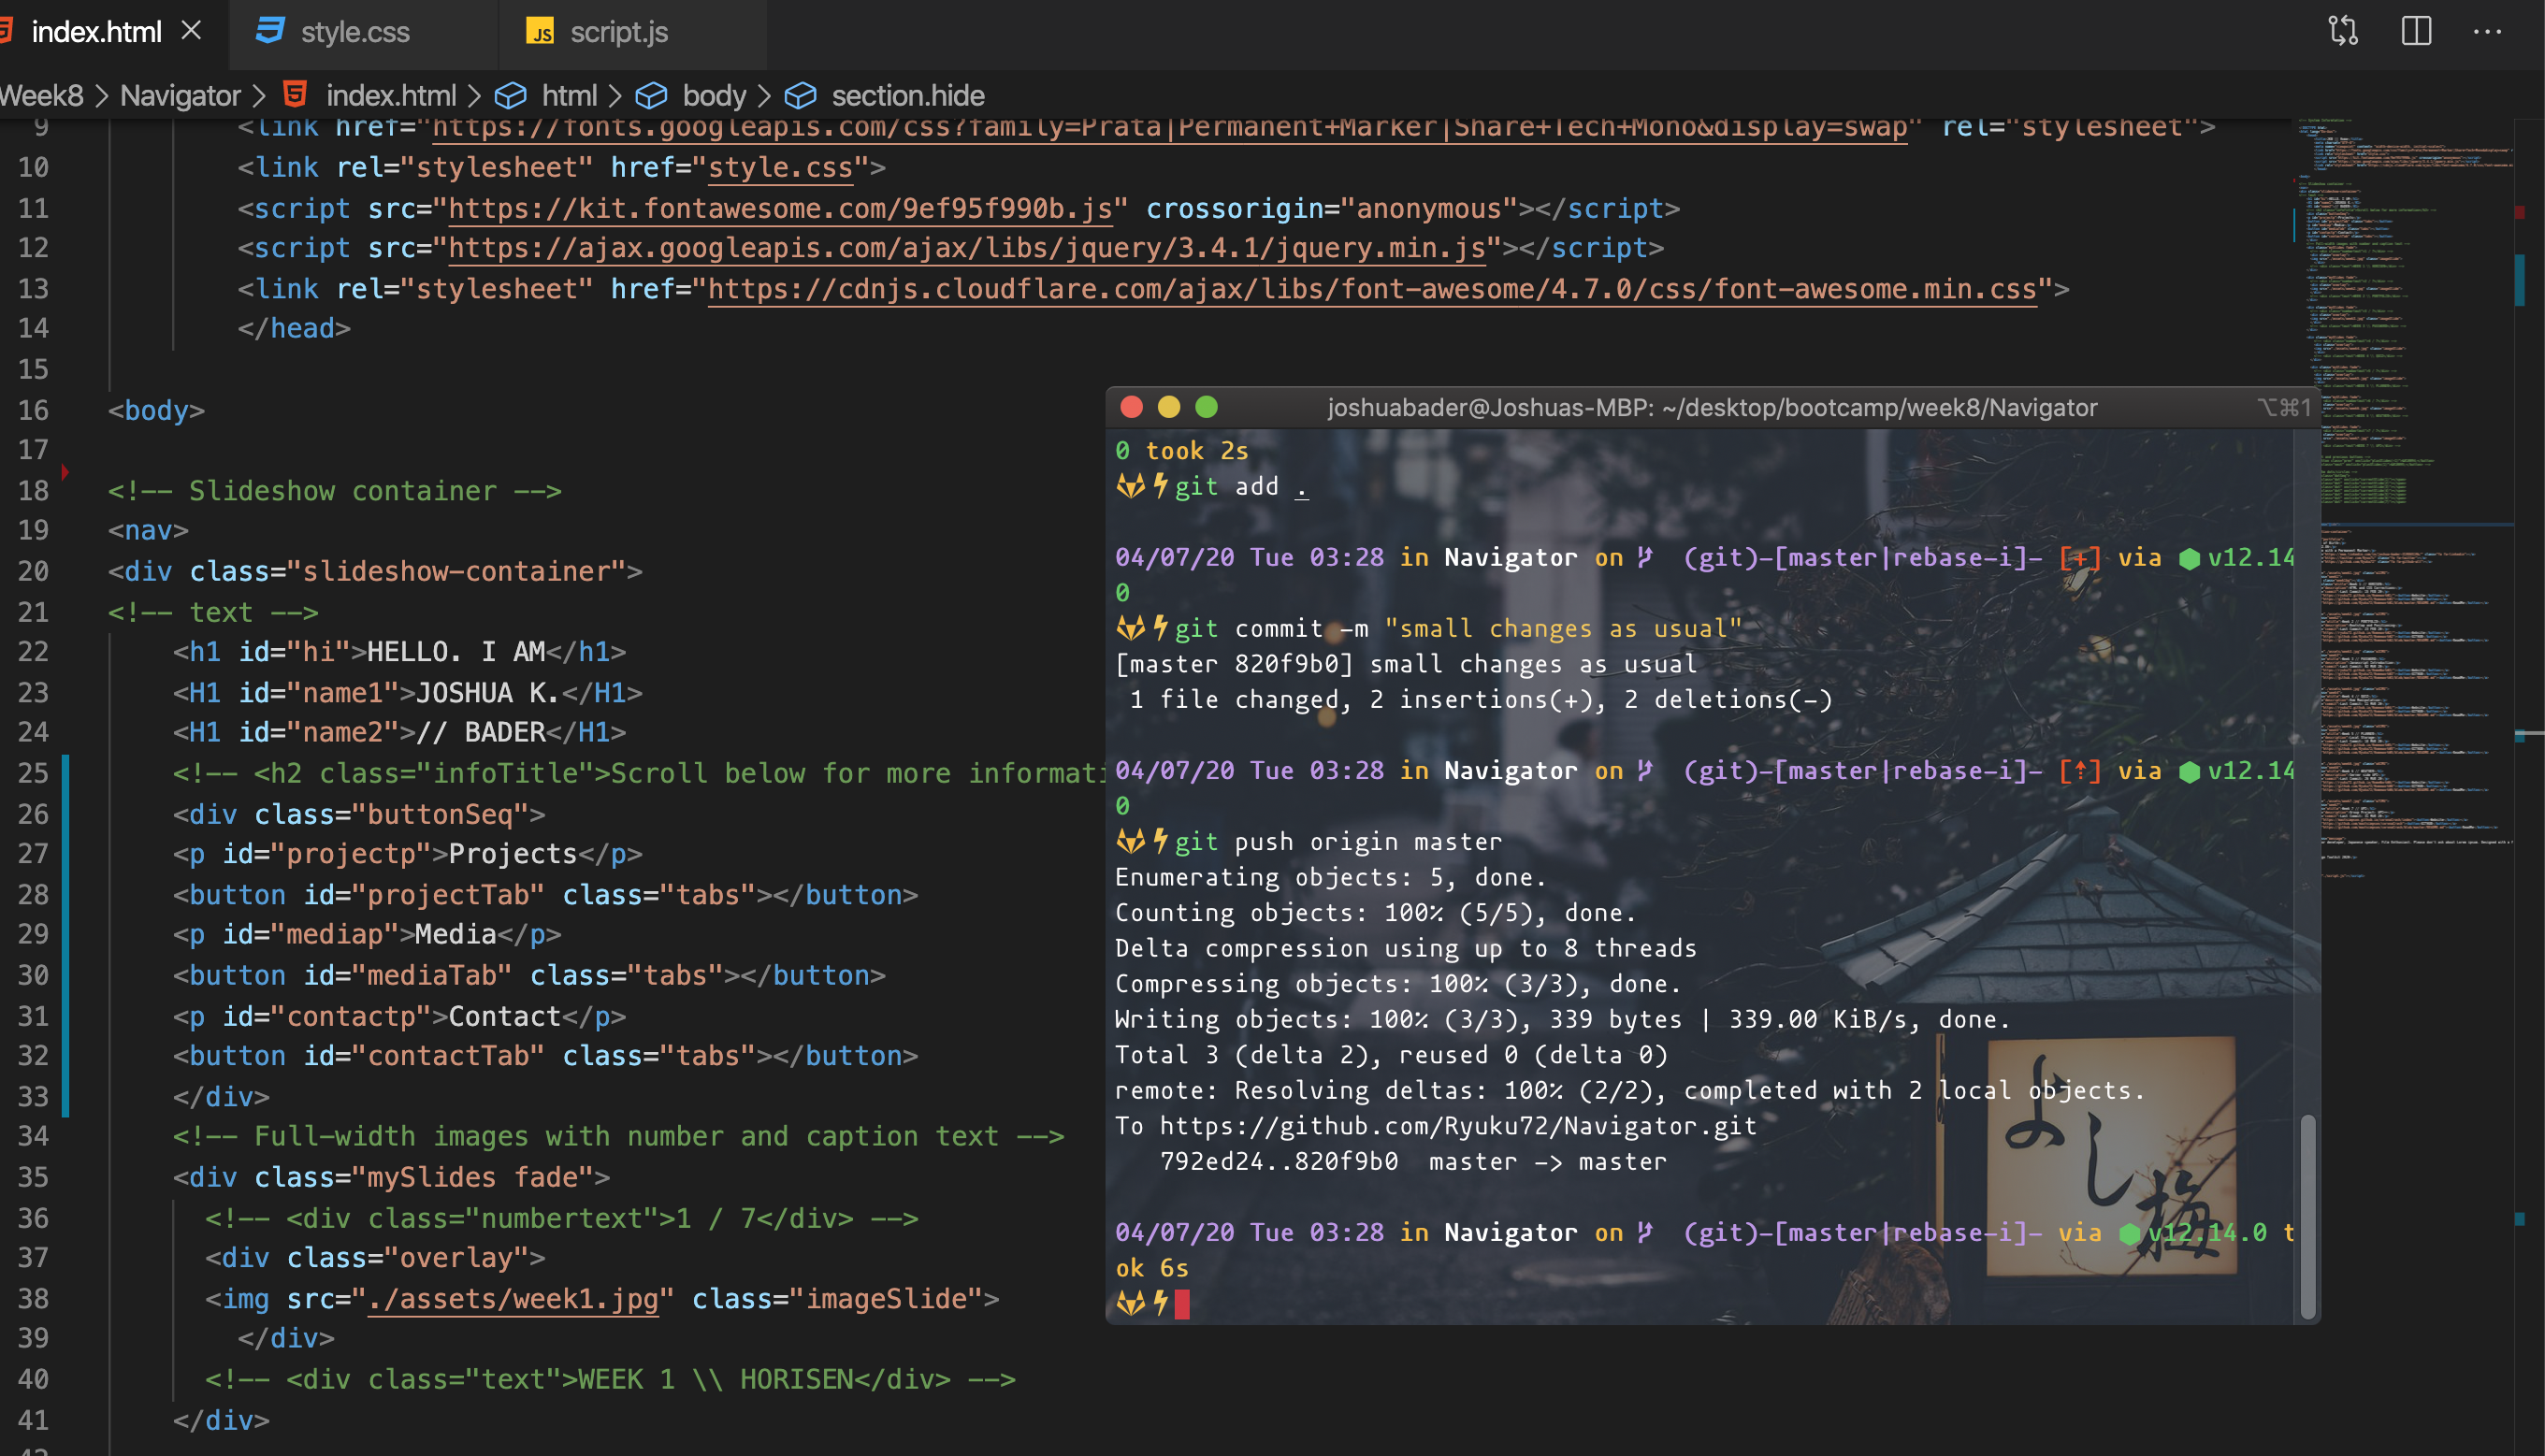 index.html
style.css
JS script.js
Week8 > Navigator > index.html > html > body > section.hide
9 <link href="https://fonts.googleapis.com/css?family=Prata|Permanent+Marker|Share+Tech+Mono&display=swap" rel="stylesheet">
10 <link rel="stylesheet" href="style.css">
11 <script src="https://kit.fontawesome.com/9ef95f990b.js" crossorigin="anonymous"></script>
12 <script src="https://ajax.googleapis.com/ajax/libs/jquery/3.4.1/jquery.min.js"></script>
13 <link rel="stylesheet" href="https://cdnjs.cloudflare.com/ajax/libs/font-awesome/4.7.0/css/font-awesome.min.css">
14 </head>
15
16 <body>
17
18 <!-- Slideshow container -->
19 <nav>
20 <div class="slideshow-container">
21 <!-- text -->
22 <h1 id="hi">HELLO. I AM</h1>
23 <H1 id="name1">JOSHUA K.</H1>
24 <H1 id="name2">// BADER</H1>
25 <!-- <h2 class="infoTitle">Scroll below for more informati
26 <div class="buttonSeq">
27 <p id="projectp">Projects</p>
28 <button id="projectTab" class="tabs"></button>
29 <p id="mediap">Media</p>
30 <button id="mediaTab" class="tabs"></button>
31 <p id="contactp">Contact</p>
32 <button id="contactTab" class="tabs"></button>
33 </div>
34 <!-- Full-width images with number and caption text -->
35 <div class="mySlides fade">
36 <!-- <div class="numbertext">1 / 7</div> -->
37 <div class="overlay">
38 <img src="./assets/week1.jpg" class="imageSlide">
39 </div>
40 <!-- <div class="text">WEEK 1 \\ HORISEN</div> -->
41 </div>
joshuabader@Joshuas-MBP: ~/desktop/bootcamp/week8/Navigator ⌥⌘1
0 took 2s
git add .
04/07/20 Tue 03:28 in Navigator on (git)-[master|rebase-i]- [+] via v12.14
0
git commit -m "small changes as usual"
[master 820f9b0] small changes as usual
1 file changed, 2 insertions(+), 2 deletions(-)
04/07/20 Tue 03:28 in Navigator on (git)-[master|rebase-i]- [↑] via v12.14
0
git push origin master
Enumerating objects: 5, done.
Counting objects: 100% (5/5), done.
Delta compression using up to 8 threads
Compressing objects: 100% (3/3), done.
Writing objects: 100% (3/3), 339 bytes | 339.00 KiB/s, done.
Total 3 (delta 2), reused 0 (delta 0)
remote: Resolving deltas: 100% (2/2), completed with 2 local objects.
To https://github.com/Ryuku72/Navigator.git
792ed24..820f9b0 master -> master
04/07/20 Tue 03:28 in Navigator on (git)-[master|rebase-i]- via v12.14.0 t
ok 6s
よし梅